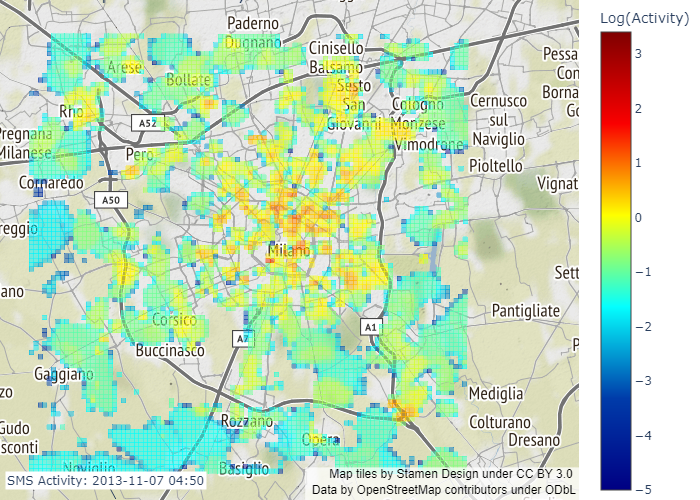 Log(Activity)
Paderno
Dugnano
Cinisello
Balsamo
Arese
Bollate
Sesto
San
Giovanni
Cologno
Monzese
Vimodrone
Cernusco
sul
Naviglio
Pioltello
Pessa
Con
Borna
Go
Rho
A52
Pregnana
Milanese
Pero
Cornaredo
A50
Vignat
reggio
Milano
Sett
ano
Pantigliate
Corsico
A7
A1
Buccinasco
P
Gaggiano
zo
Mediglia
Rozzano
Colturano
Gudo
sconti
Opera
Dresano
Noviglio
Basiglio
SMS Activity: 2013-11-07 04:50
Map tiles by Stamen Design under CC BY 3.0
Data by OpenStreetMap contributors under ODbL
3
2
1
0
−1
−2
−3
−4
−5